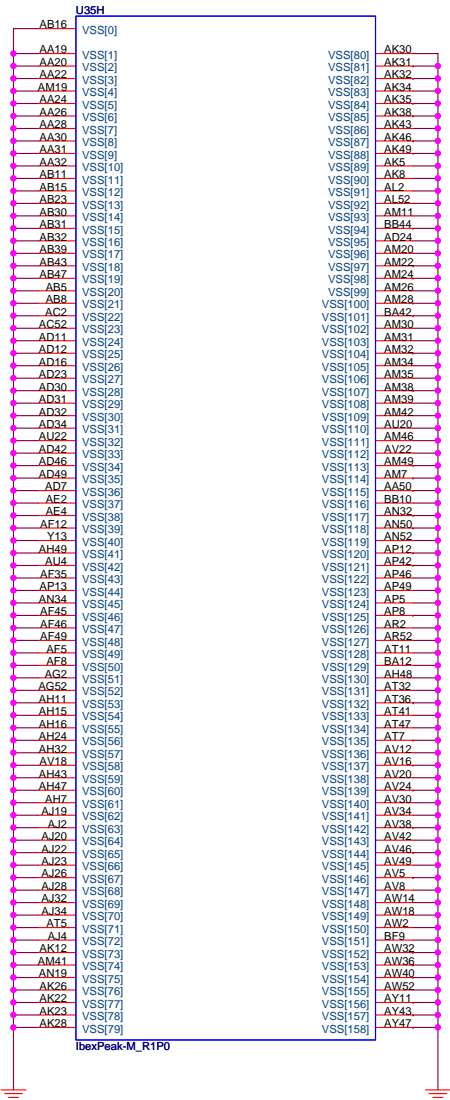 U35H
AB16 VSS[0]
AA19 VSS[1] VSS[80] AK30
AA20 VSS[2] VSS[81] AK31
AA22 VSS[3] VSS[82] AK32
AM19 VSS[4] VSS[83] AK34
AA24 VSS[5] VSS[84] AK35
AA26 VSS[6] VSS[85] AK38
AA28 VSS[7] VSS[86] AK43
AA30 VSS[8] VSS[87] AK46
AA31 VSS[9] VSS[88] AK49
AA32 VSS[10] VSS[89] AK5
AB11 VSS[11] VSS[90] AK8
AB15 VSS[12] VSS[91] AL2
AB23 VSS[13] VSS[92] AL52
AB30 VSS[14] VSS[93] AM11
AB31 VSS[15] VSS[94] BB44
AB32 VSS[16] VSS[95] AD24
AB39 VSS[17] VSS[96] AM20
AB43 VSS[18] VSS[97] AM22
AB47 VSS[19] VSS[98] AM24
AB5 VSS[20] VSS[99] AM26
AB8 VSS[21] VSS[100] AM28
AC2 VSS[22] VSS[101] BA42
AC52 VSS[23] VSS[102] AM30
AD11 VSS[24] VSS[103] AM31
AD12 VSS[25] VSS[104] AM32
AD16 VSS[26] VSS[105] AM34
AD23 VSS[27] VSS[106] AM35
AD30 VSS[28] VSS[107] AM38
AD31 VSS[29] VSS[108] AM39
AD32 VSS[30] VSS[109] AM42
AD34 VSS[31] VSS[110] AU20
AU22 VSS[32] VSS[111] AM46
AD42 VSS[33] VSS[112] AV22
AD46 VSS[34] VSS[113] AM49
AD49 VSS[35] VSS[114] AM7
AD7 VSS[36] VSS[115] AA50
AE2 VSS[37] VSS[116] BB10
AE4 VSS[38] VSS[117] AN32
AF12 VSS[39] VSS[118] AN50
Y13 VSS[40] VSS[119] AN52
AH49 VSS[41] VSS[120] AP12
AU4 VSS[42] VSS[121] AP42
AF35 VSS[43] VSS[122] AP46
AP13 VSS[44] VSS[123] AP49
AN34 VSS[45] VSS[124] AP5
AF45 VSS[46] VSS[125] AP8
AF46 VSS[47] VSS[126] AR2
AF49 VSS[48] VSS[127] AR52
AF5 VSS[49] VSS[128] AT11
AF8 VSS[50] VSS[129] BA12
AG2 VSS[51] VSS[130] AH48
AG52 VSS[52] VSS[131] AT32
AH11 VSS[53] VSS[132] AT36
AH15 VSS[54] VSS[133] AT41
AH16 VSS[55] VSS[134] AT47
AH24 VSS[56] VSS[135] AT7
AH32 VSS[57] VSS[136] AV12
AV18 VSS[58] VSS[137] AV16
AH43 VSS[59] VSS[138] AV20
AH47 VSS[60] VSS[139] AV24
AH7 VSS[61] VSS[140] AV30
AJ19 VSS[62] VSS[141] AV34
AJ2 VSS[63] VSS[142] AV38
AJ20 VSS[64] VSS[143] AV42
AJ22 VSS[65] VSS[144] AV46
AJ23 VSS[66] VSS[145] AV49
AJ26 VSS[67] VSS[146] AV5
AJ28 VSS[68] VSS[147] AV8
AJ32 VSS[69] VSS[148] AW14
AJ34 VSS[70] VSS[149] AW18
AT5 VSS[71] VSS[150] AW2
AJ4 VSS[72] VSS[151] BF9
AK12 VSS[73] VSS[152] AW32
AM41 VSS[74] VSS[153] AW36
AN19 VSS[75] VSS[154] AW40
AK26 VSS[76] VSS[155] AW52
AK22 VSS[77] VSS[156] AY11
AK23 VSS[78] VSS[157] AY43
AK28 VSS[79] VSS[158] AY47
IbexPeak-M_R1P0